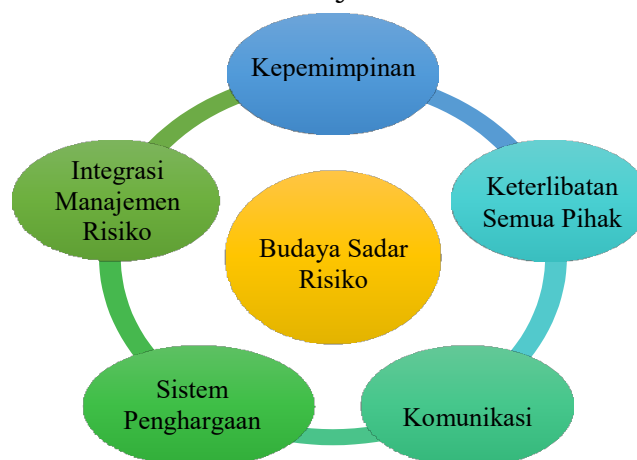 Kepemimpinan
Keterlibatan
Semua Pihak
Komunikasi
Sistem
Penghargaan
Integrasi
Manajemen
Risiko
Budaya Sadar
Risiko